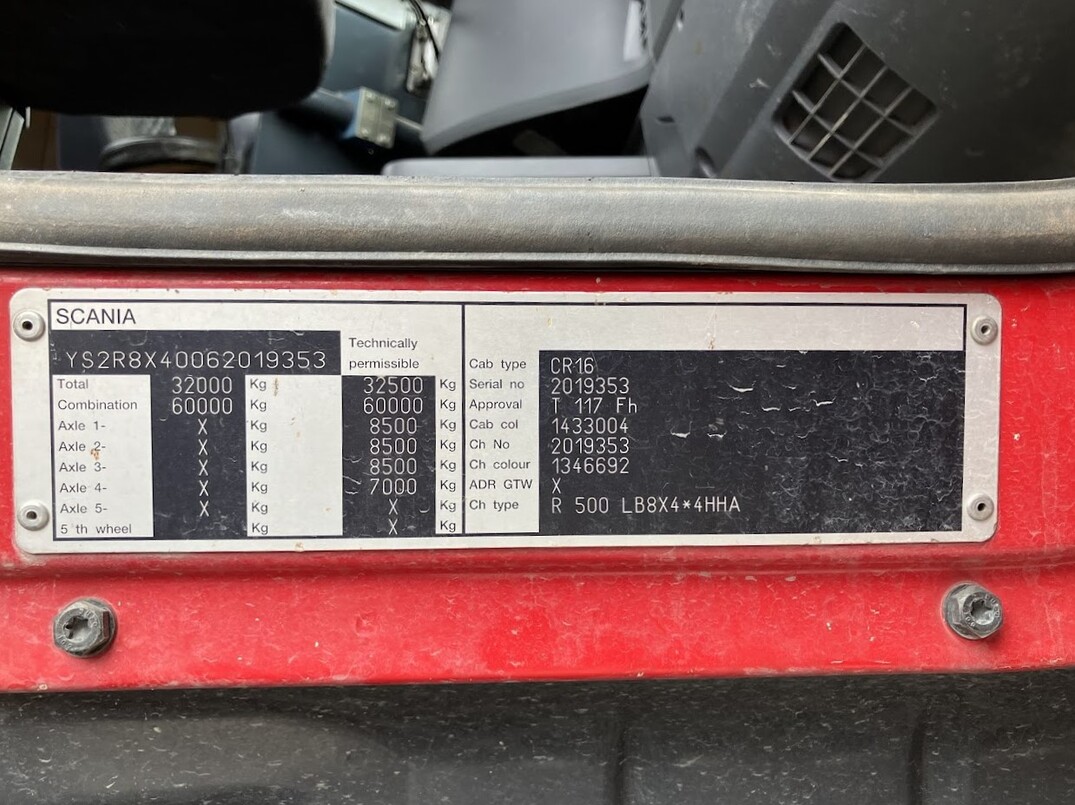 SCANIA
YS2R8X40062019353
Technically
permissible
Total 32000 Kg 32500 Kg
Combination 60000 Kg 60000 Kg
Axle 1- X Kg 8500 Kg
Axle 2- X Kg 8500 Kg
Axle 3- X Kg 8500 Kg
Axle 4- X Kg 7000 Kg
Axle 5- X Kg X Kg
5 th wheel Kg X Kg
Cab type CR16
Serial no 2019353
Approval T 117 Fh
Cab col 1433004
Ch No 2019353
Ch colour 1346692
ADR GTW X
Ch type R 500 LB8X4*4HHA